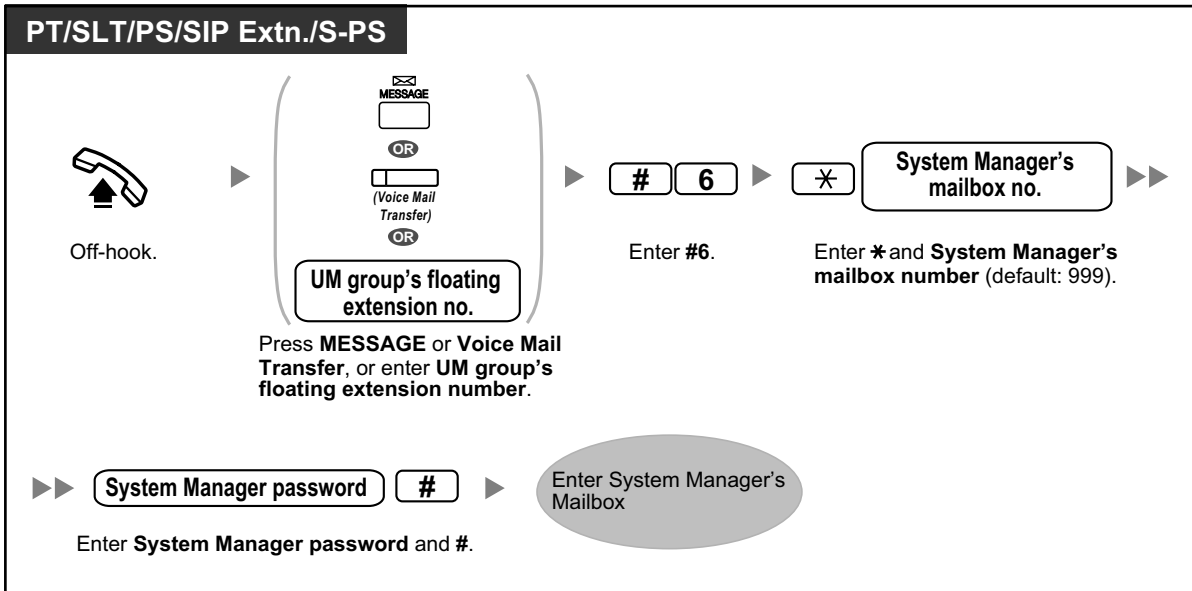 PT/SLT/PS/SIP Extn./S-PS
MESSAGE
OR
(Voice Mail
Transfer)
OR
UM group's floating
extension no.
# 6
✳
System Manager's
mailbox no.
Off-hook.
Press MESSAGE or Voice Mail
Transfer, or enter UM group's
floating extension number.
Enter #6.
Enter ✳ and System Manager's
mailbox number (default: 999).
System Manager password #
Enter System Manager's
Mailbox
Enter System Manager password and #.